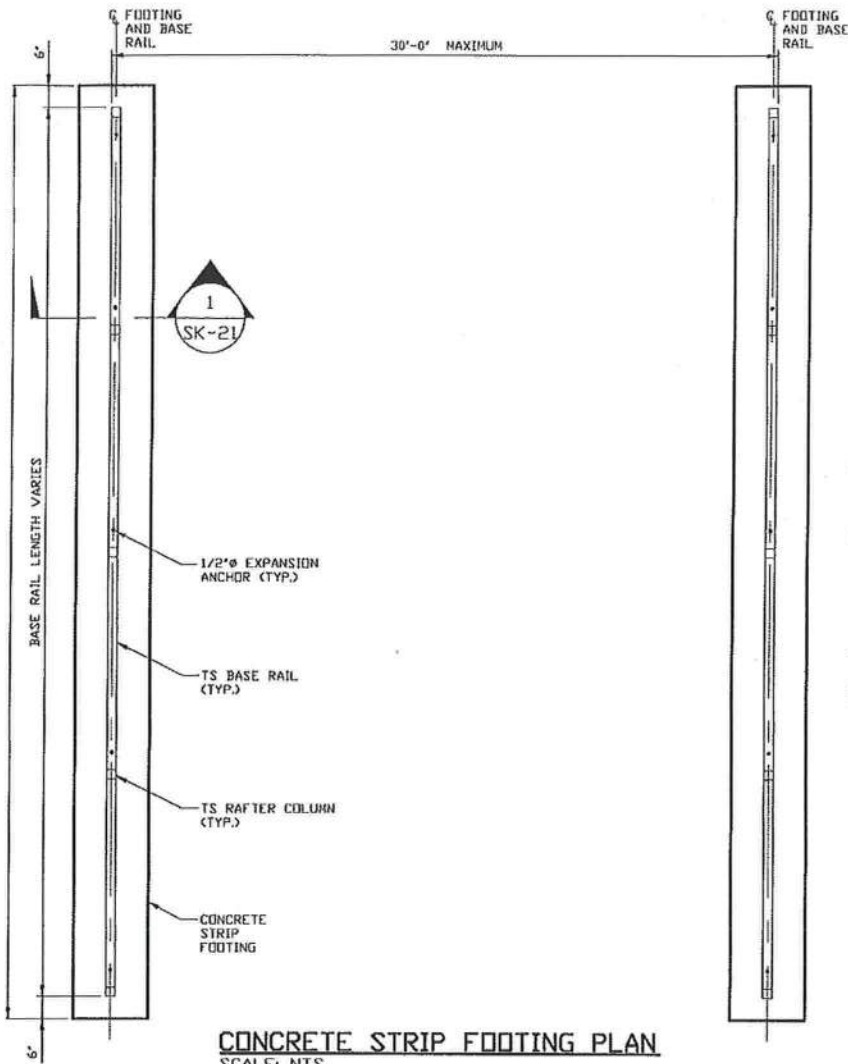 ℄ FOOTING
AND BASE
RAIL
℄ FOOTING
AND BASE
RAIL
6"
30'-0" MAXIMUM
1
SK-21
BASE RAIL LENGTH VARIES
1/2"Ø EXPANSION
ANCHOR (TYP.)
TS BASE RAIL
(TYP.)
TS RAFTER COLUMN
(TYP.)
CONCRETE
STRIP
FOOTING
6"
CONCRETE STRIP FOOTING PLAN
SCALE: NTS